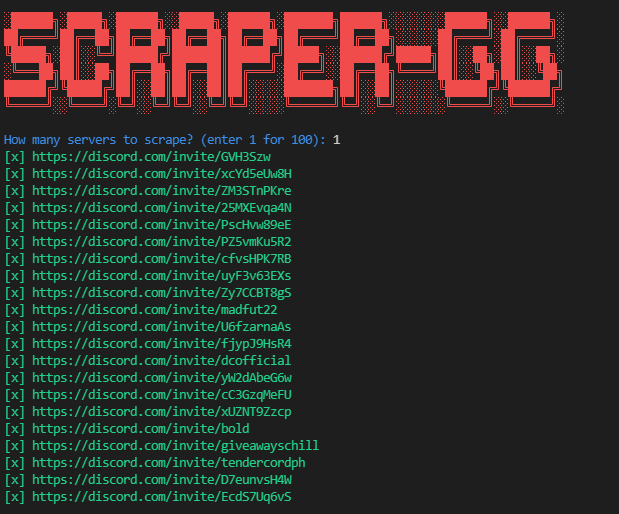 SCRAPER-GG
How many servers to scrape? (enter 1 for 100): 1
[x] https://discord.com/invite/GVH3Szw
[x] https://discord.com/invite/xcYd5eUw8H
[x] https://discord.com/invite/ZM3STnPKre
[x] https://discord.com/invite/25MXEvqa4N
[x] https://discord.com/invite/PscHvw89eE
[x] https://discord.com/invite/PZ5vmKu5R2
[x] https://discord.com/invite/cfvsHPK7RB
[x] https://discord.com/invite/uyF3v63EXs
[x] https://discord.com/invite/Zy7CCBT8g5
[x] https://discord.com/invite/madfut22
[x] https://discord.com/invite/U6fzarnaAs
[x] https://discord.com/invite/fjypJ9HsR4
[x] https://discord.com/invite/dcofficial
[x] https://discord.com/invite/yW2dAbeG6w
[x] https://discord.com/invite/cC3GzqMeFU
[x] https://discord.com/invite/xUZNT9Zzcp
[x] https://discord.com/invite/bold
[x] https://discord.com/invite/giveawayschill
[x] https://discord.com/invite/tendercordph
[x] https://discord.com/invite/D7eunvsH4W
[x] https://discord.com/invite/EcdS7Uq6vS